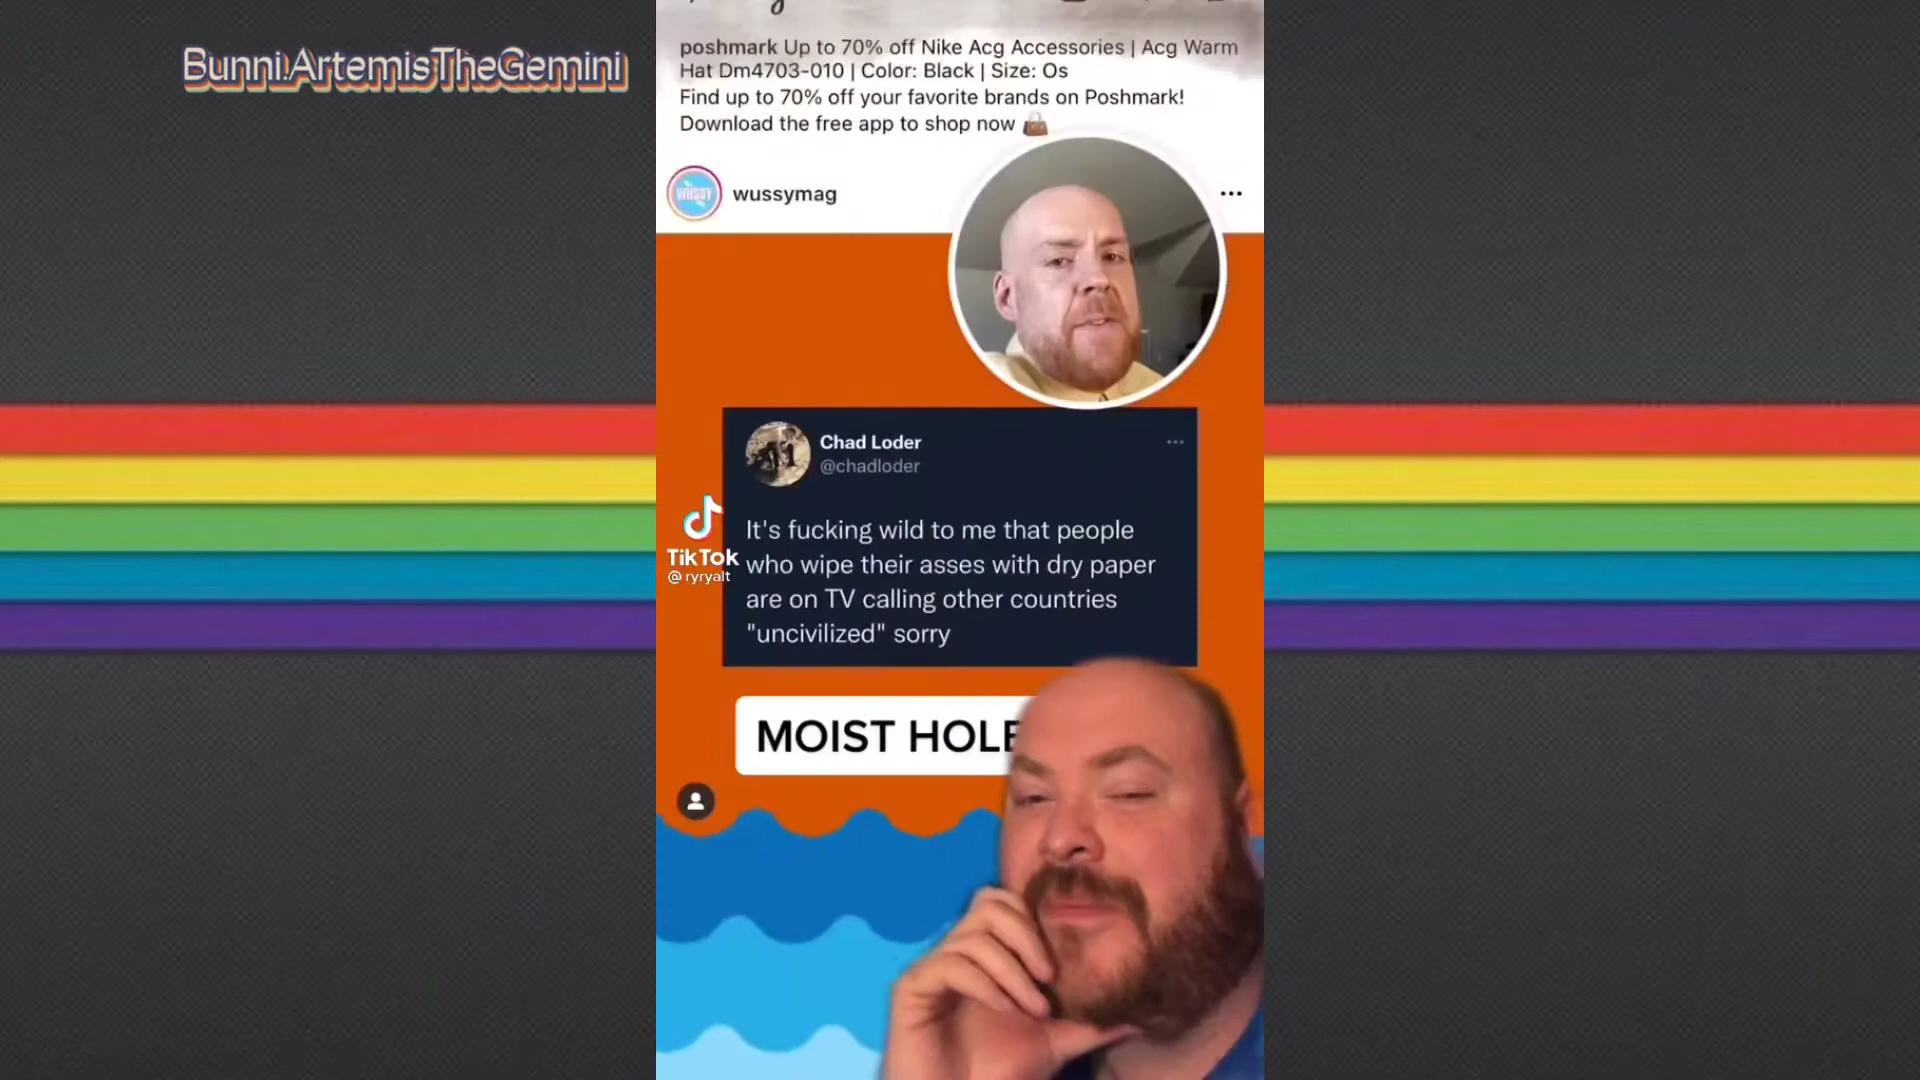 Bunni.ArtemisTheGemini
poshmark Up to 70% off Nike Acg Accessories | Acg Warm
Hat Dm4703-010 | Color: Black | Size: Os
Find up to 70% off your favorite brands on Poshmark!
Download the free app to shop now
WUSSY
wussymag
Chad Loder
@chadloder
It's fucking wild to me that people
who wipe their asses with dry paper
are on TV calling other countries
"uncivilized" sorry
TikTok
@ryryalt
MOIST HOLE